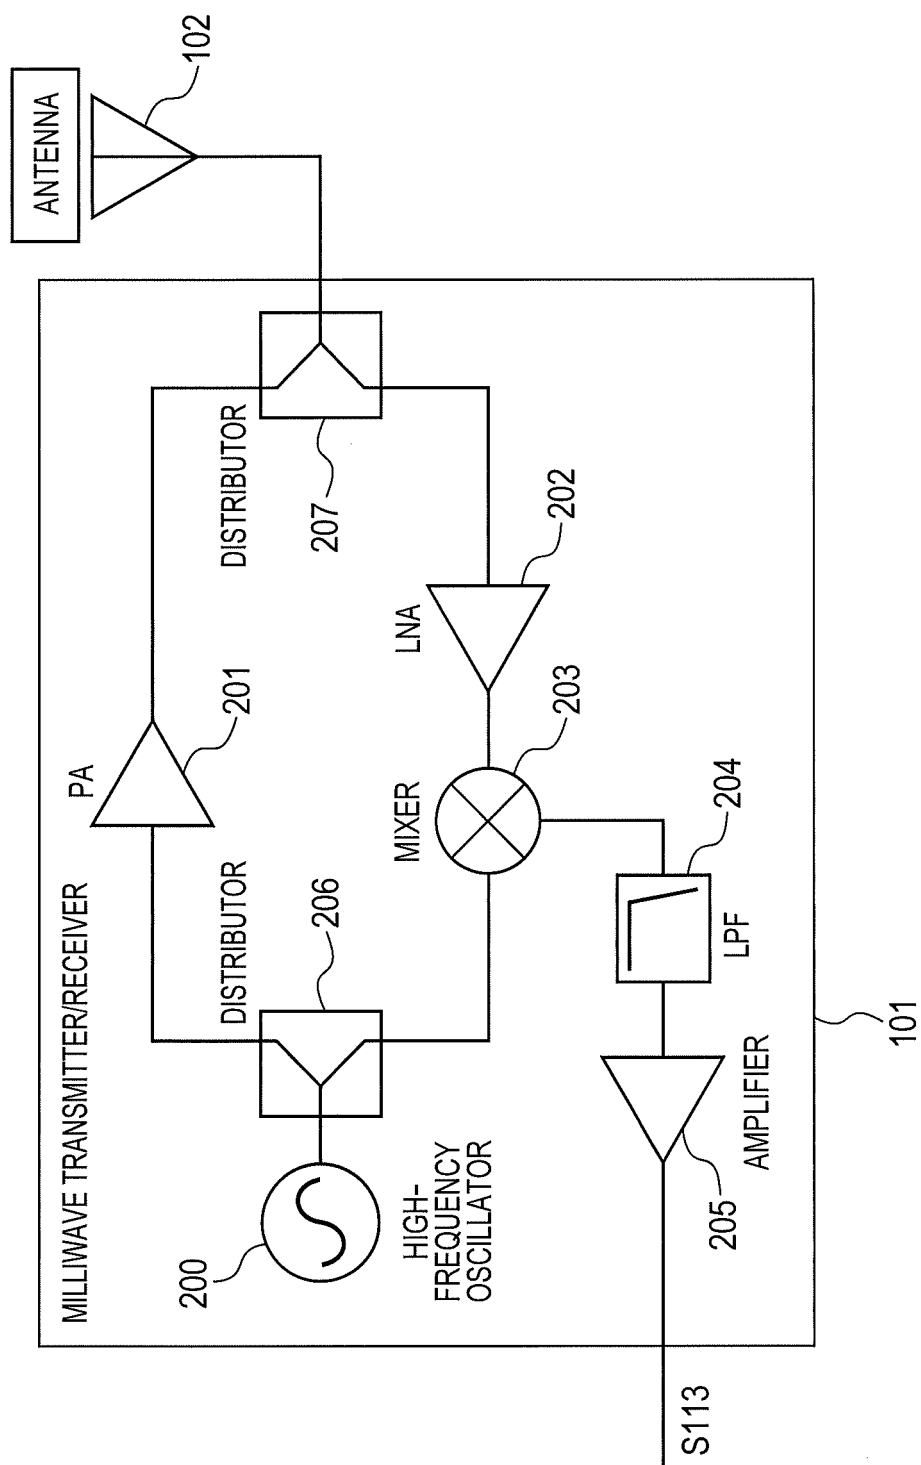 MILLIWAVE TRANSMITTER/RECEIVER
PA
201
ANTENNA
102
DISTRIBUTOR
206
DISTRIBUTOR
207
200
HIGH-
FREQUENCY
OSCILLATOR
MIXER
203
LNA
202
LPF
204
205
AMPLIFIER
S113
101